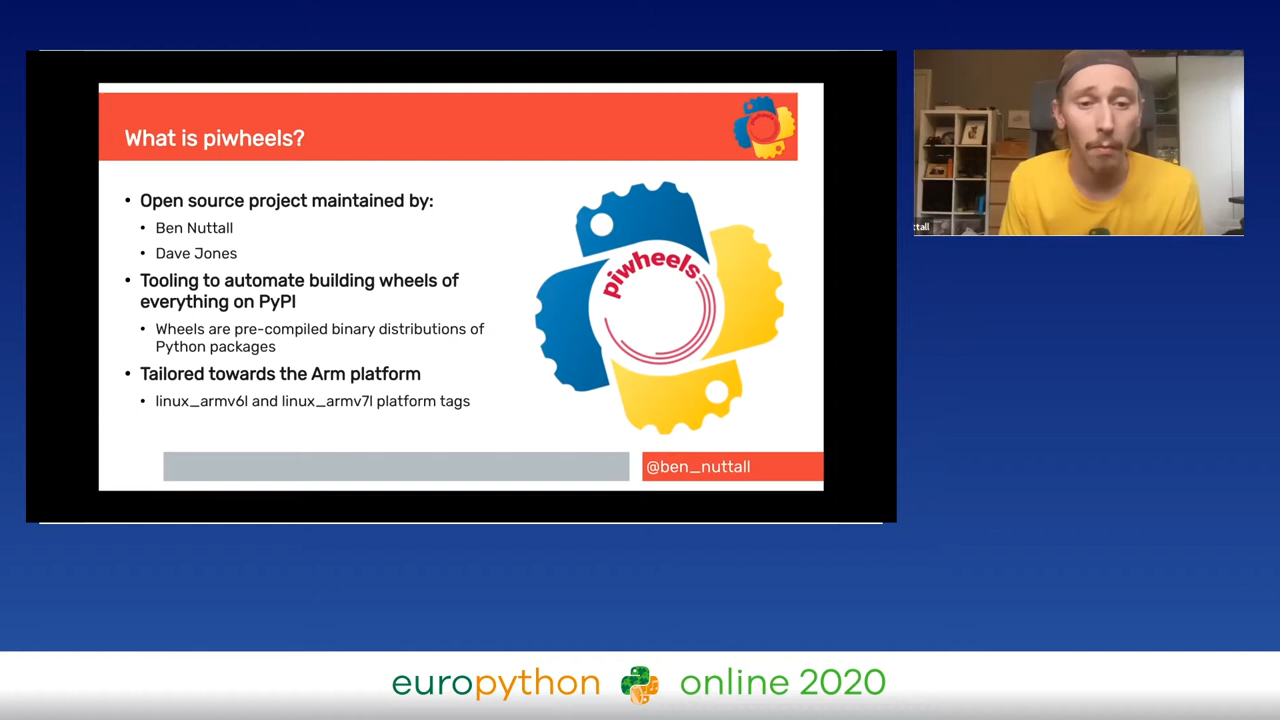 What is piwheels?
• Open source project maintained by:
• Ben Nuttall
• Dave Jones
• Tooling to automate building wheels of
everything on PyPI
• Wheels are pre-compiled binary distributions of
Python packages
• Tailored towards the Arm platform
• linux_armv6l and linux_armv7l platform tags
piwheels
@ben_nuttall
ttall
europython online 2020